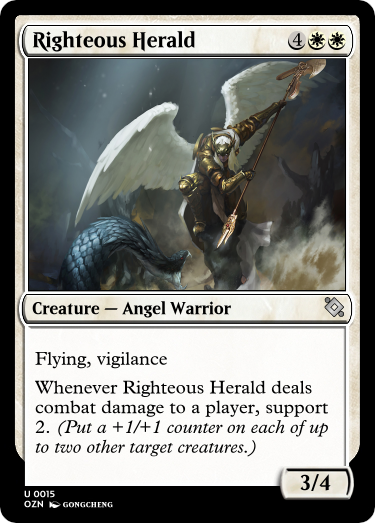 Righteous Herald 4
Creature — Angel Warrior
Flying, vigilance
Whenever Righteous Herald deals
combat damage to a player, support
2. (Put a +1/+1 counter on each of up
to two other target creatures.)
3/4
U 0015
OZN GONGCHENG